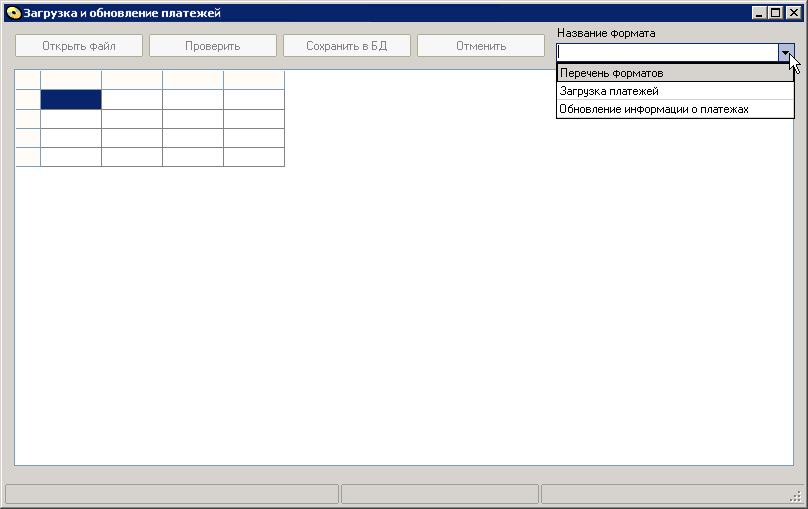 Загрузка и обновление платежей
Название формата
Открыть файл
Проверить
Сохранить в БД
Отменить
Перечень форматов
Загрузка платежей
Обновление информации о платежах